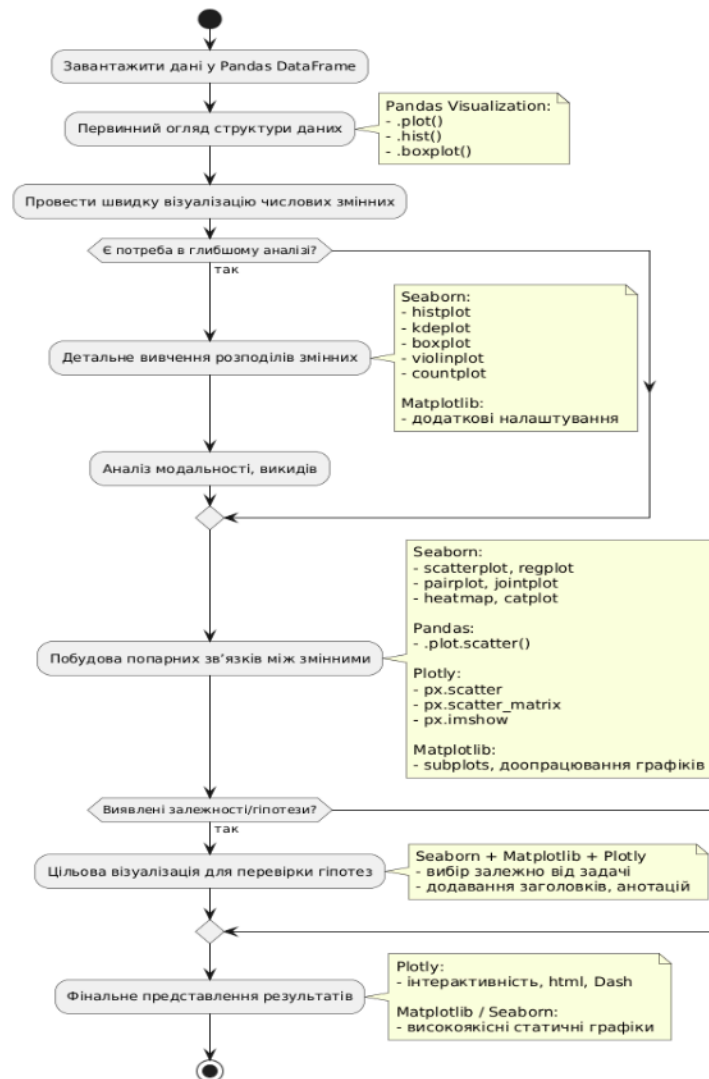 Завантажити дані у Pandas DataFrame
Первинний огляд структури даних
Pandas Visualization:
- .plot()
- .hist()
- .boxplot()
Провести швидку візуалізацію числових змінних
Є потреба в глибшому аналізі?
так
Детальне вивчення розподілів змінних
Seaborn:
- histplot
- kdeplot
- boxplot
- violinplot
- countplot
Matplotlib:
- додаткові налаштування
Аналіз модальності, викидів
Побудова попарних зв’язків між змінними
Seaborn:
- scatterplot, regplot
- pairplot, jointplot
- heatmap, catplot
Pandas:
- .plot.scatter()
Plotly:
- px.scatter
- px.scatter_matrix
- px.imshow
Matplotlib:
- subplots, доопрацювання графіків
Виявлені залежності/гіпотези?
так
Цільова візуалізація для перевірки гіпотез
Seaborn + Matplotlib + Plotly
- вибір залежно від задачі
- додавання заголовків, анотацій
Фінальне представлення результатів
Plotly:
- інтерактивність, html, Dash
Matplotlib / Seaborn:
- високоякісні статичні графіки